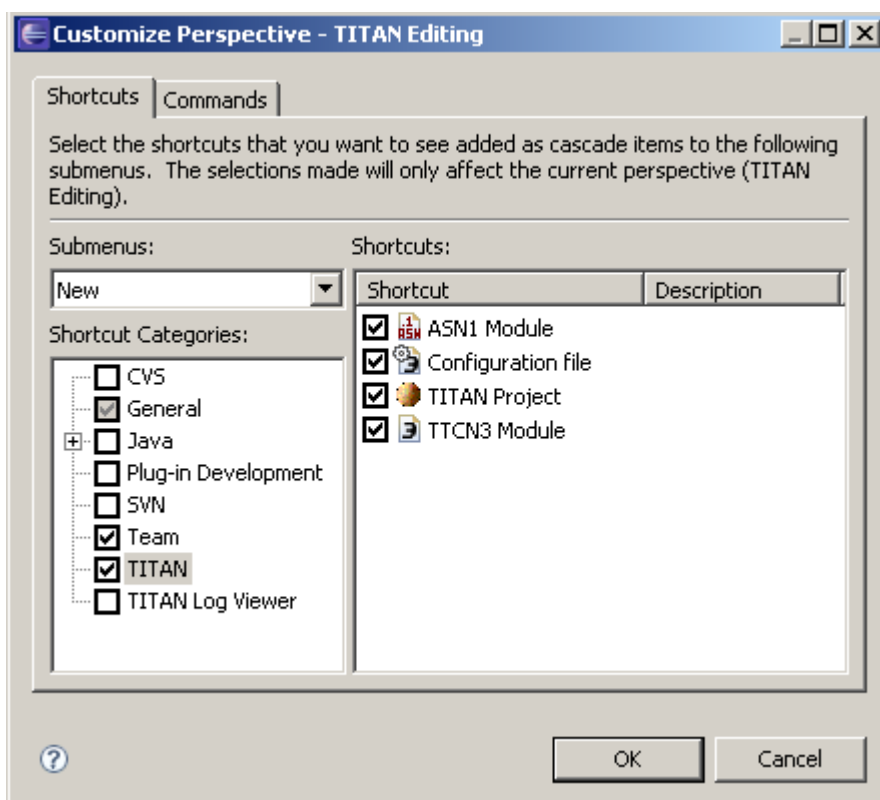 Customize Perspective - TITAN Editing
Shortcuts
Commands
Select the shortcuts that you want to see added as cascade items to the following
submenus. The selections made will only affect the current perspective (TITAN
Editing).
Submenus:
New
Shortcut Categories:
CVS
General
Java
Plug-in Development
SVN
Team
TITAN
TITAN Log Viewer
Shortcuts:
Shortcut
Description
ASN1 Module
Configuration file
TITAN Project
TTCN3 Module
OK
Cancel